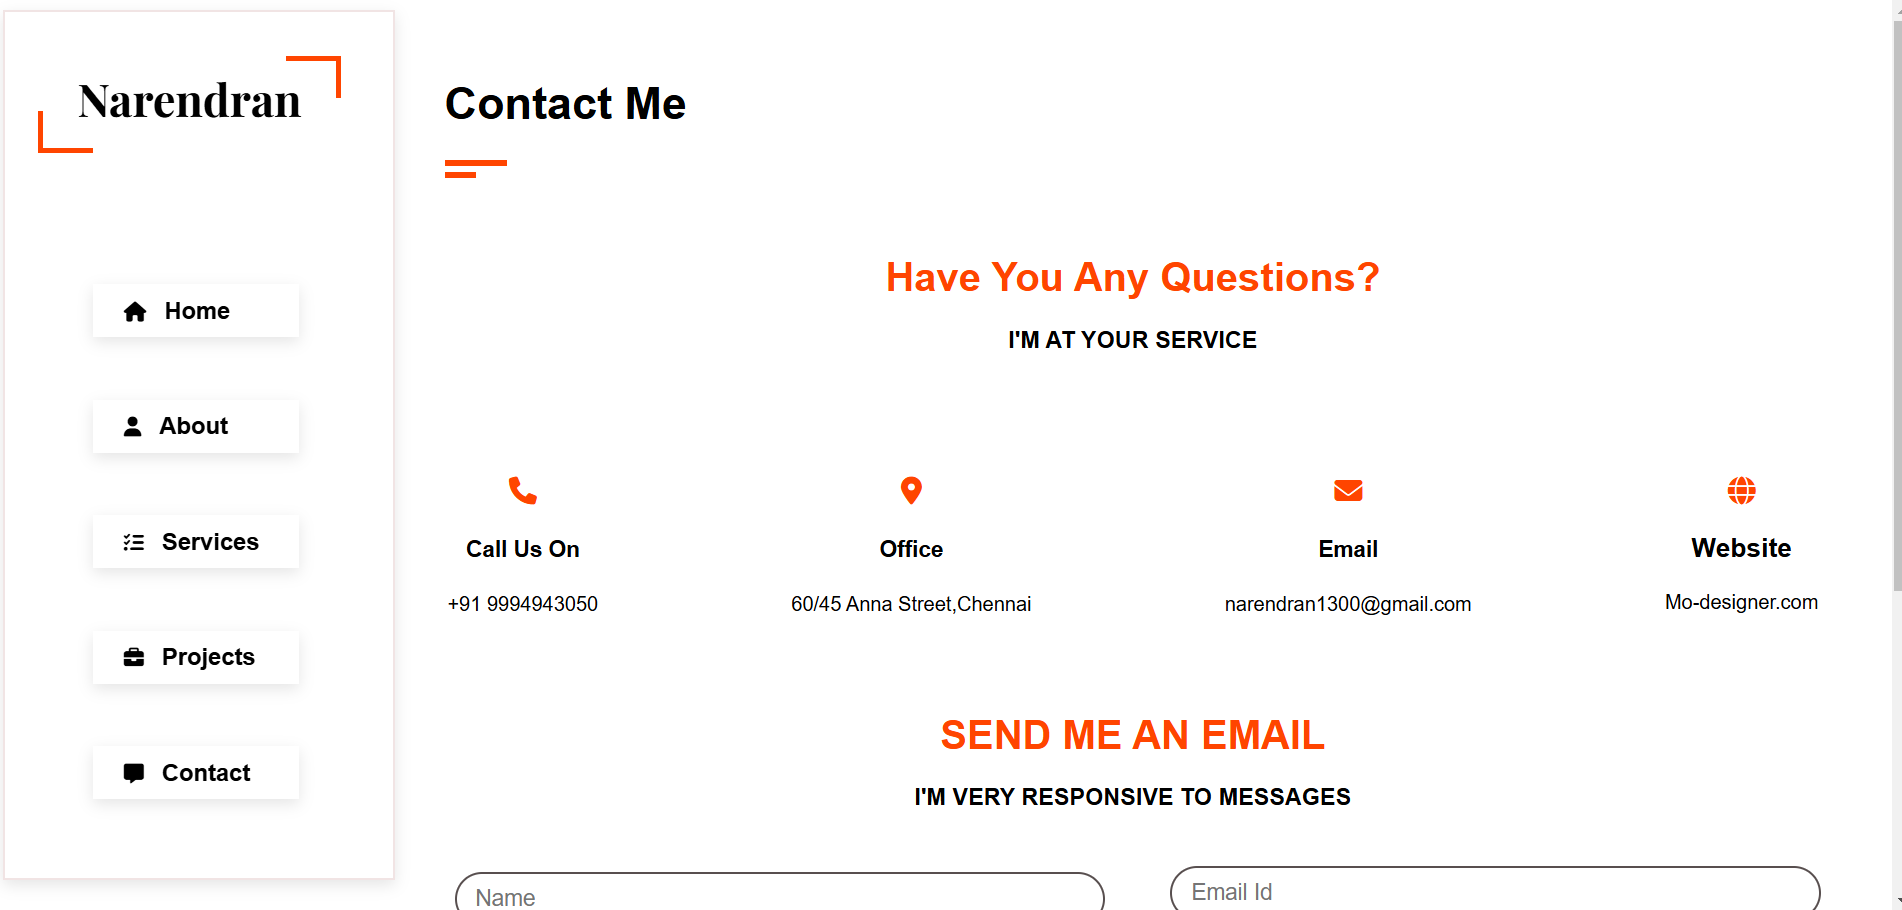 Narendran
Home
About
Services
Projects
Contact
Contact Me
Have You Any Questions?
I'M AT YOUR SERVICE
Call Us On
+91 9994943050
Office
60/45 Anna Street,Chennai
Email
narendran1300@gmail.com
Website
Mo-designer.com
SEND ME AN EMAIL
I'M VERY RESPONSIVE TO MESSAGES
Name
Email Id